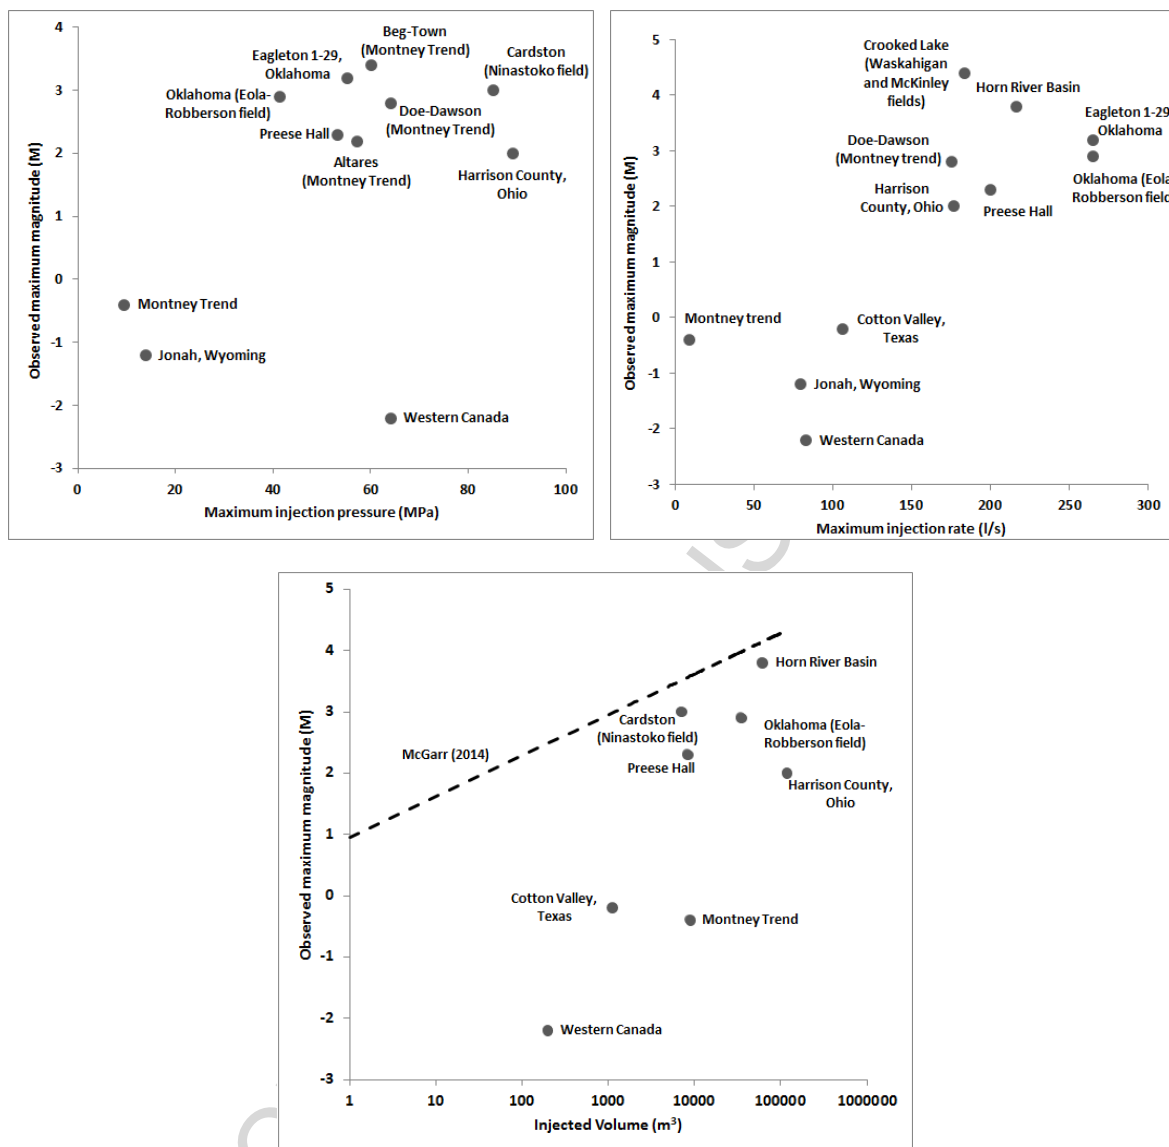 4
3
2
1
0
-1
-2
-3
Observed maximum magnitude (M)
Beg-Town
(Montney Trend)
Cardston
(Ninastoko field)
Eagleton 1-29,
Oklahoma
Oklahoma (Eola-
Robberson field)
Doe-Dawson
(Montney Trend)
Preese Hall
Altares
(Montney Trend)
Harrison County,
Ohio
Montney Trend
Jonah, Wyoming
Western Canada
0 20 40 60 80 100
Maximum injection pressure (MPa)
5
4
3
2
1
0
-1
-2
-3
Observed maximum magnitude (M)
Crooked Lake
(Waskahigan
and McKinley
fields)
Horn River Basin
Eagleton 1-29,
Oklahoma
Doe-Dawson
(Montney trend)
Oklahoma (Eola
Roberson field
Harrison
County, Ohio
Preese Hall
Montney trend
Cotton Valley,
Texas
Jonah, Wyoming
Western Canada
0 50 100 150 200 250 300
Maximum injection rate (l/s)
5
4
3
2
1
0
-1
-2
-3
Observed maximum magnitude (M)
Horn River Basin
Cardston
(Ninastoko field)
Oklahoma (Eola-
Robberson field)
McGarr (2014)
Preese Hall
Harrison County,
Ohio
Cotton Valley,
Texas
Montney Trend
Western Canada
1 10 100 1000 10000 100000 1000000
Injected Volume (m³)